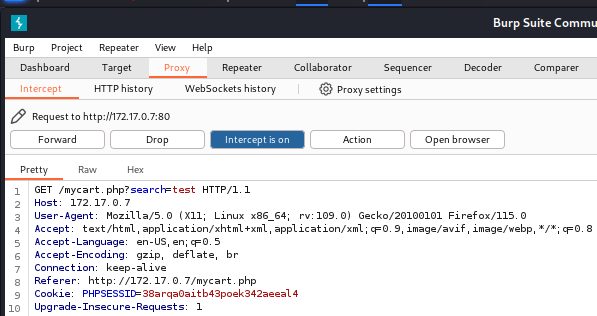 Burp Suite Commu
Burp Project Repeater View Help
Dashboard Target Proxy Repeater Collaborator Sequencer Decoder Comparer
Intercept HTTP history WebSockets history Proxy settings
Request to http://172.17.0.7:80
Forward Drop Intercept is on Action Open browser
Pretty Raw Hex
1 GET /mycart.php?search=test HTTP/1.1
2 Host: 172.17.0.7
3 User-Agent: Mozilla/5.0 (X11; Linux x86_64; rv:109.0) Gecko/20100101 Firefox/115.0
4 Accept: text/html,application/xhtml+xml,application/xml;q=0.9,image/avif,image/webp,*/*;q=0.8
5 Accept-Language: en-US,en;q=0.5
6 Accept-Encoding: gzip, deflate, br
7 Connection: keep-alive
8 Referer: http://172.17.0.7/mycart.php
9 Cookie: PHPSESSID=38arqa0aitb43poek342aeeal4
10 Upgrade-Insecure-Requests: 1